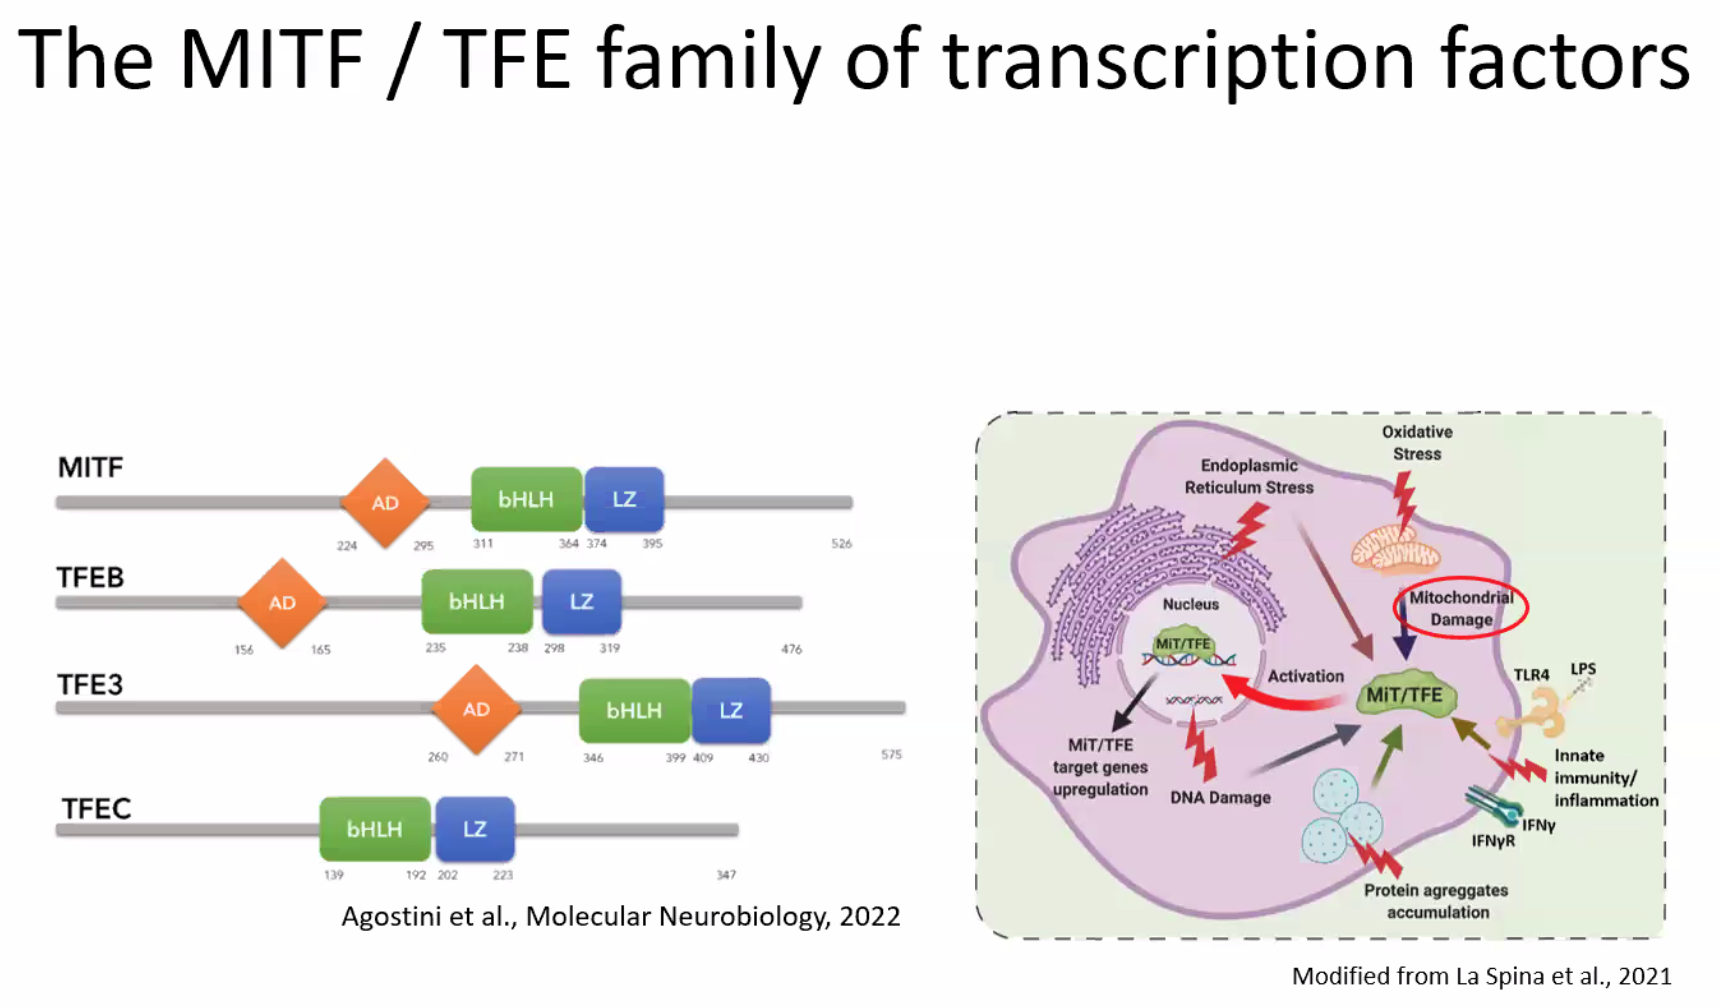 The MITF / TFE family of transcription factors
MITF
AD
bHLH
LZ
224
295
311
364
374
395
526
TFEB
AD
bHLH
LZ
156
165
235
238
298
319
476
TFE3
AD
bHLH
LZ
260
271
346
399
409
430
575
TFEC
bHLH
LZ
139
192
202
223
347
Agostini et al., Molecular Neurobiology, 2022
Oxidative
Stress
Endoplasmic
Reticulum Stress
Mitochondrial
Damage
Nucleus
MiT/TFE
Activation
MiT/TFE
TLR4
LPS
MiT/TFE
target genes
upregulation
DNA Damage
Innate
immunity/
inflammation
IFNγ
IFNγR
Protein agreggates
accumulation
Modified from La Spina et al., 2021